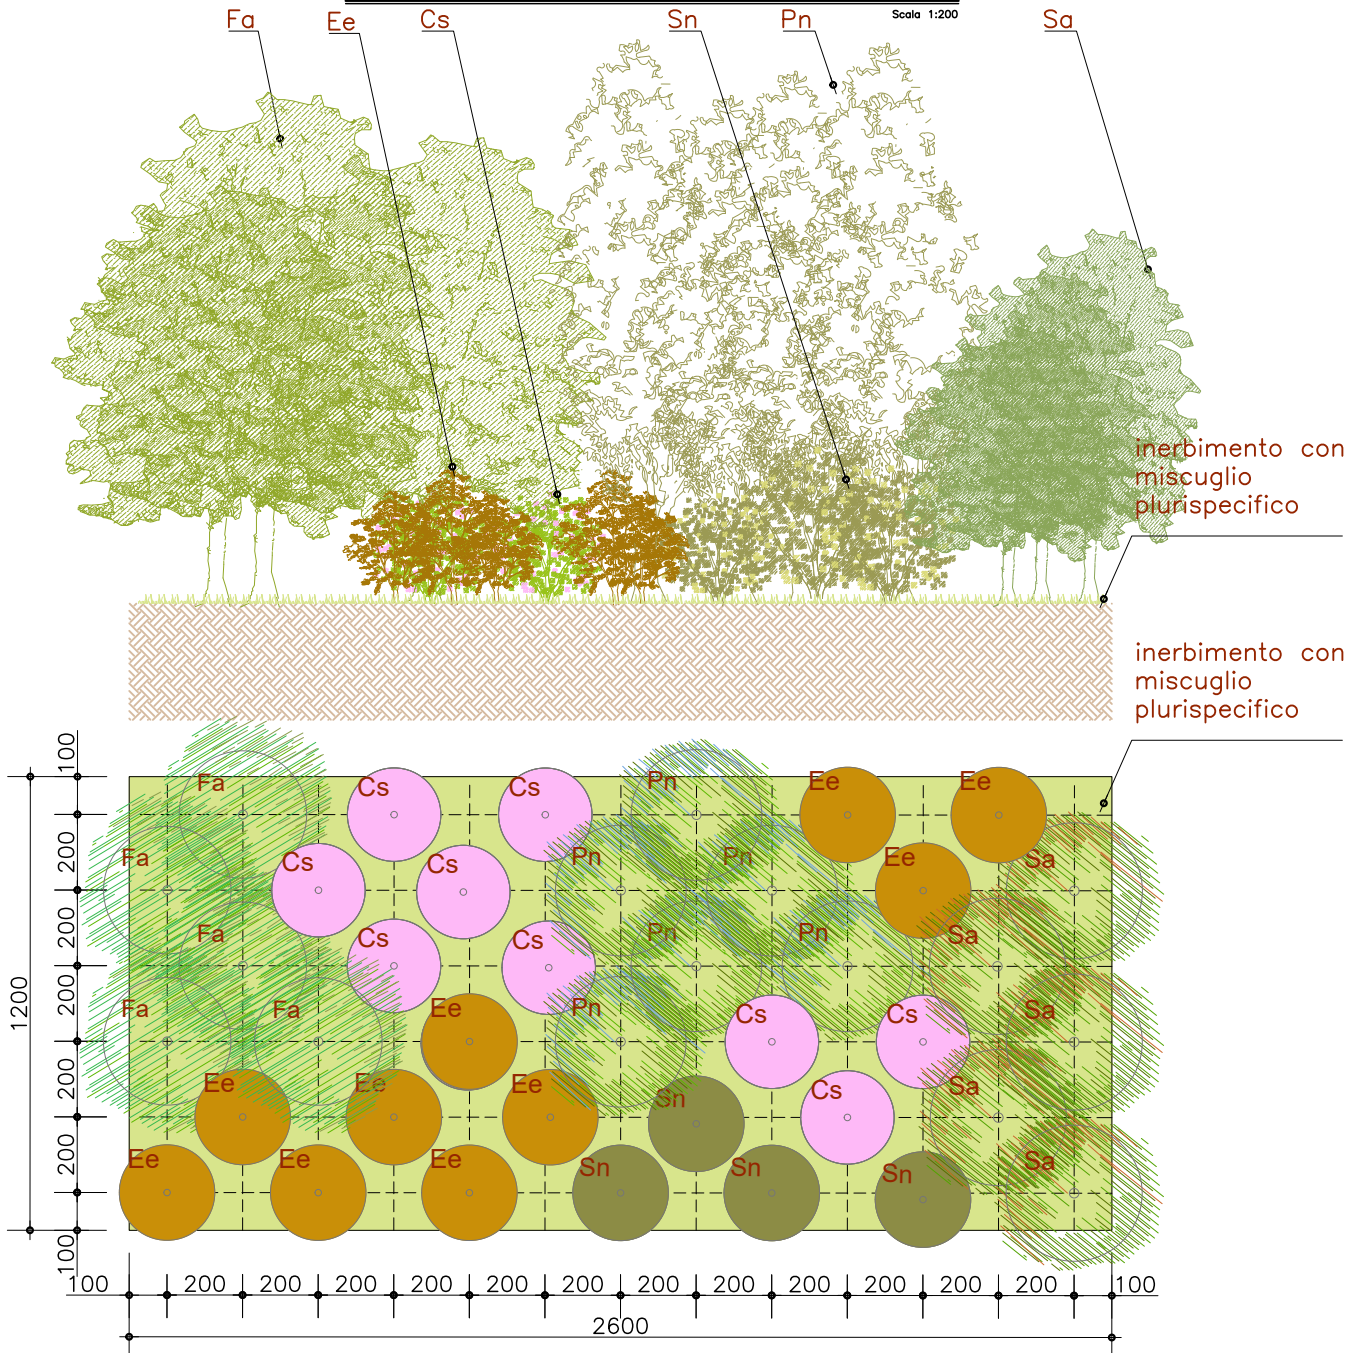 Scala 1:200
Fa Ee Cs Sn Pn Sa
inerbimento con
miscuglio
plurispecifico
inerbimento con
miscuglio
plurispecifico
100
200
200
200
200
200
100
1200
Fa Cs Cs Pn Ee Ee
Fa Cs Cs Pn Pn Ee Sa
Fa Cs Cs Pn Pn Sa
Fa Fa Ee Pn Cs Cs Sa
Ee Ee Ee Sn Cs Sa
Ee Ee Ee Sn Sn Sn Sa
100 200 200 200 200 200 200 200 200 200 200 200 200 100
2600